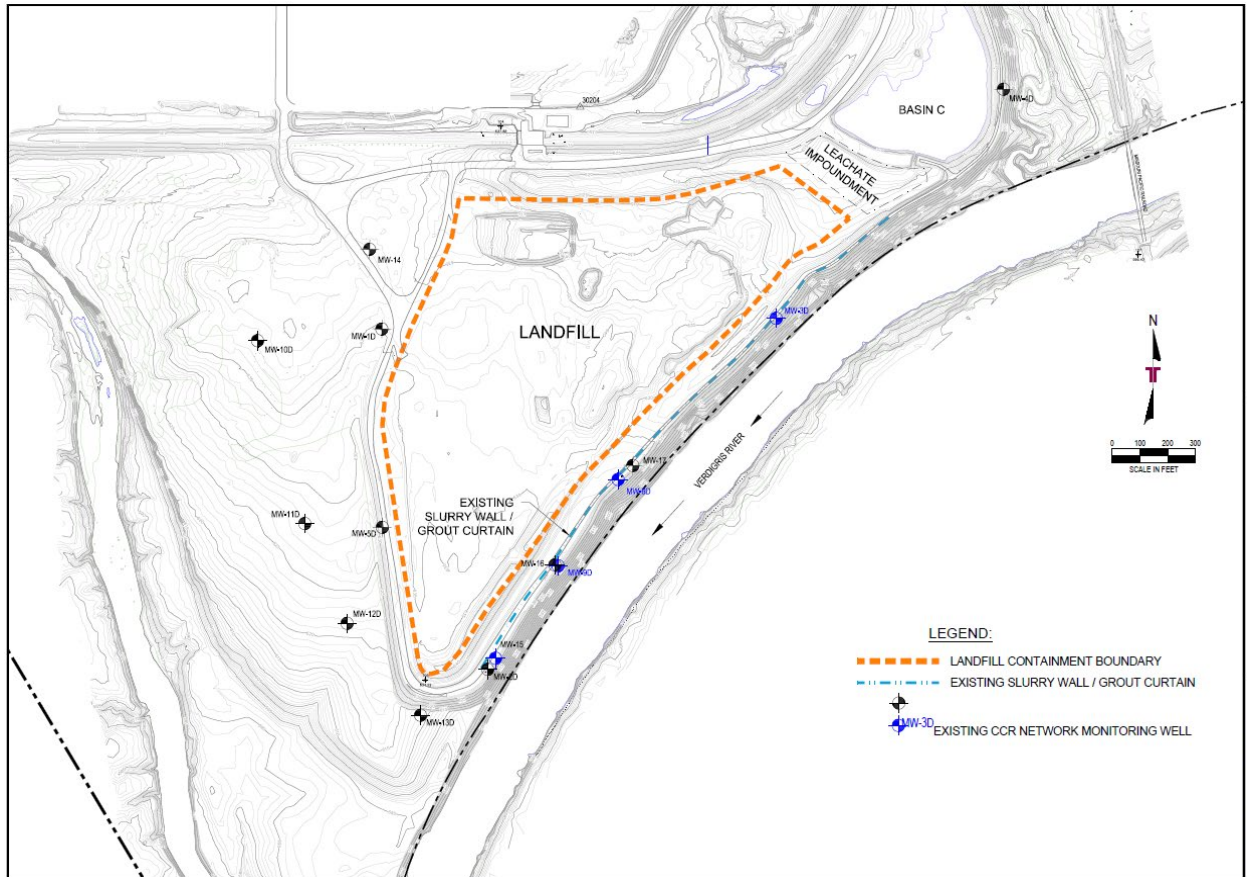 30204
BASIN C
MW-4D
LEACHATE
IMPOUNDMENT
MW-14
MW-3D
MW-1D
LANDFILL
MW-10D
N
0 100 200 300
SCALE IN FEET
VERDIGRIS RIVER
MW-17
MW-8D
EXISTING
SLURRY WALL /
GROUT CURTAIN
MW-11D
MW-5D
MW-16
MW-9D
MW-12D
MW-15
MW-2D
MW-13D
LEGEND:
LANDFILL CONTAINMENT BOUNDARY
EXISTING SLURRY WALL / GROUT CURTAIN
MW-3D EXISTING CCR NETWORK MONITORING WELL